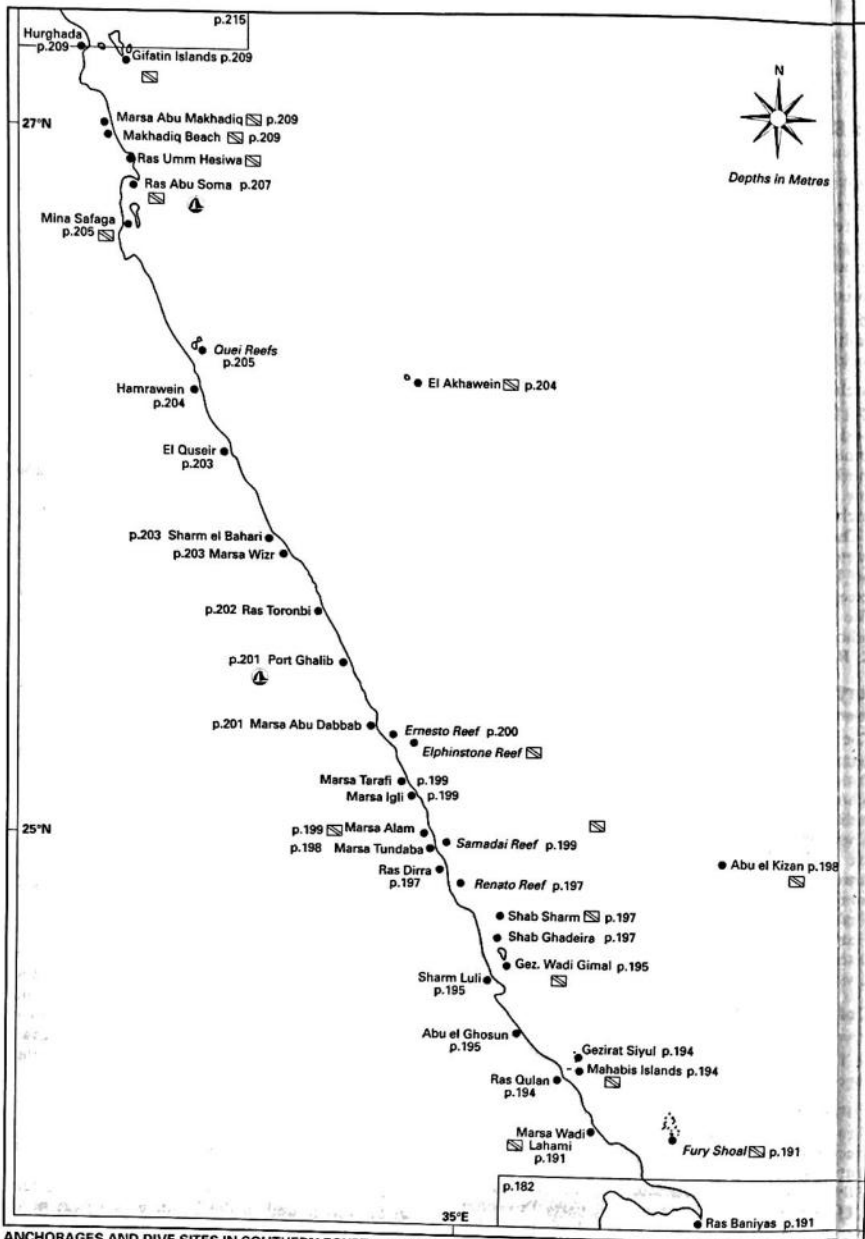 p.215
Hurghada
p.209
Gifatin Islands p.209
N
27°N
Marsa Abu Makhadiq p.209
Makhadiq Beach p.209
Ras Umm Hesiwa
Depths in Metres
Ras Abu Soma p.207
Mina Safaga
p.205
Quei Reefs
p.205
El Akhawein p.204
Hamrawein
p.204
El Quseir
p.203
p.203 Sharm el Bahari
p.203 Marsa Wizr
p.202 Ras Toronbi
p.201 Port Ghalib
p.201 Marsa Abu Dabbab
Ernesto Reef p.200
Elphinstone Reef
Marsa Tarafi p.199
Marsa Igli p.199
25°N
p.199 Marsa Alam
Samadai Reef p.199
p.198 Marsa Tundaba
Abu el Kizan p.198
Ras Dirra
p.197
Renato Reef p.197
Shab Sharm p.197
Shab Ghadeira p.197
Gez. Wadi Gimal p.195
Sharm Luli
p.195
Abu el Ghosun
p.195
Gezirat Siyul p.194
Mahabis Islands p.194
Ras Qulan
p.194
Marsa Wadi
Lahami
p.191
Fury Shoal p.191
p.182
35°E
Ras Baniyas p.191
ANCHORAGES AND DIVE SITES IN SOUTHERN